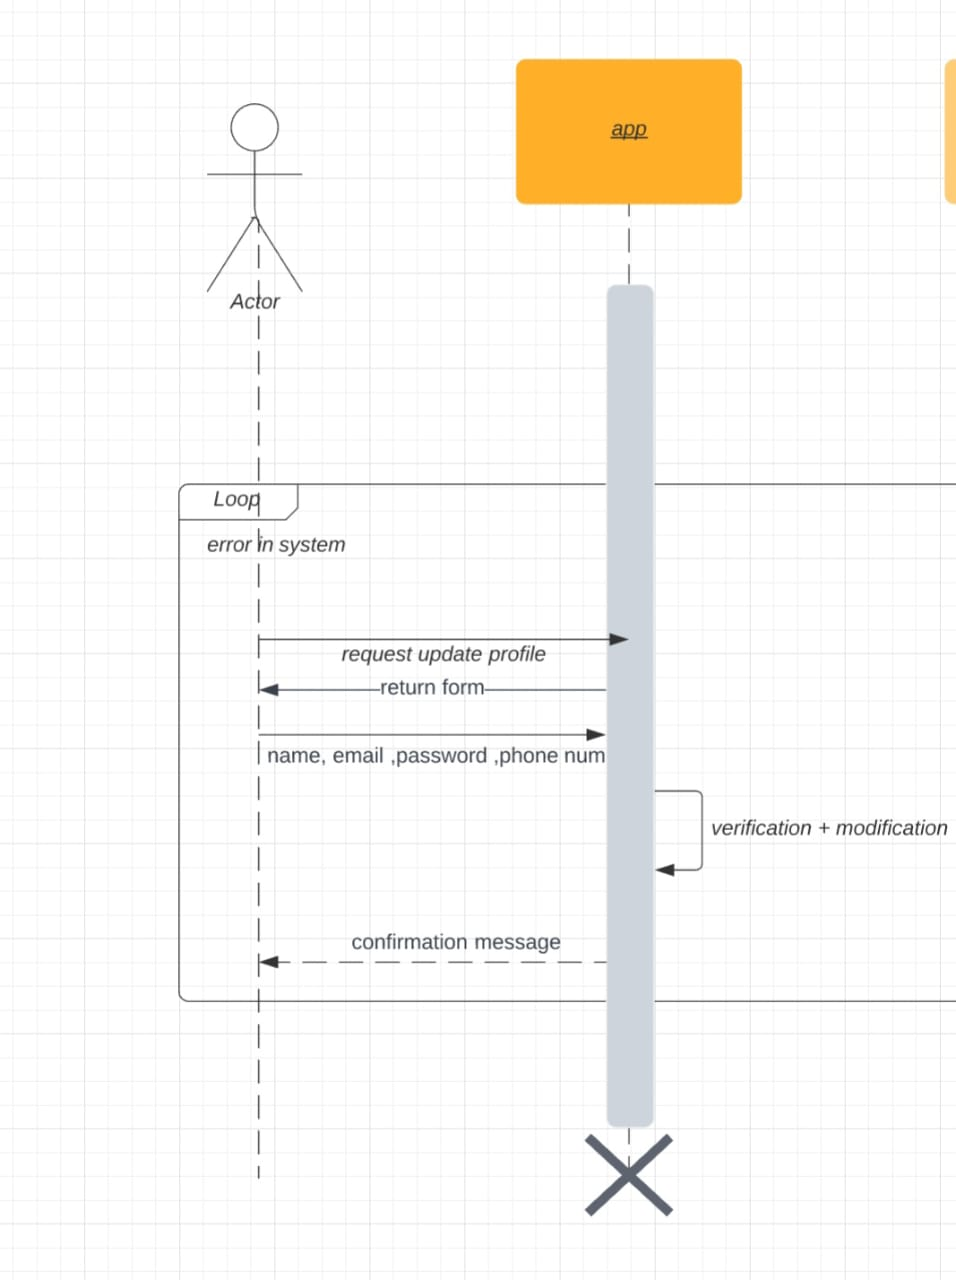 app
Actor
Loop
error in system
request update profile
return form
name, email ,password ,phone num
verification + modification
confirmation message